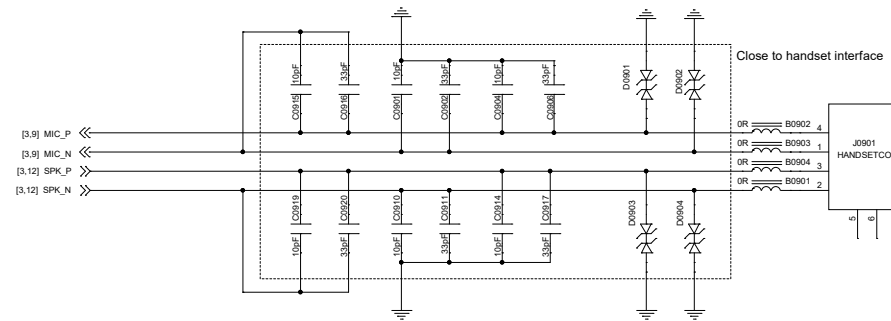 Close to handset interface
10pF
33pF
10pF
33pF
10pF
33pF
C0915
C0916
C0901
C0902
C0904
C0906
D0901
D0902
[3,9] MIC_P
[3,9] MIC_N
[3,12] SPK_P
[3,12] SPK_N
0R B0902 4
0R B0903 1
0R B0904 3
0R B0901 2
J0901
HANDSETCO
5
6
C0919
C0920
C0910
C0911
C0914
C0917
10pF
33pF
10pF
33pF
10pF
33pF
D0903
D0904